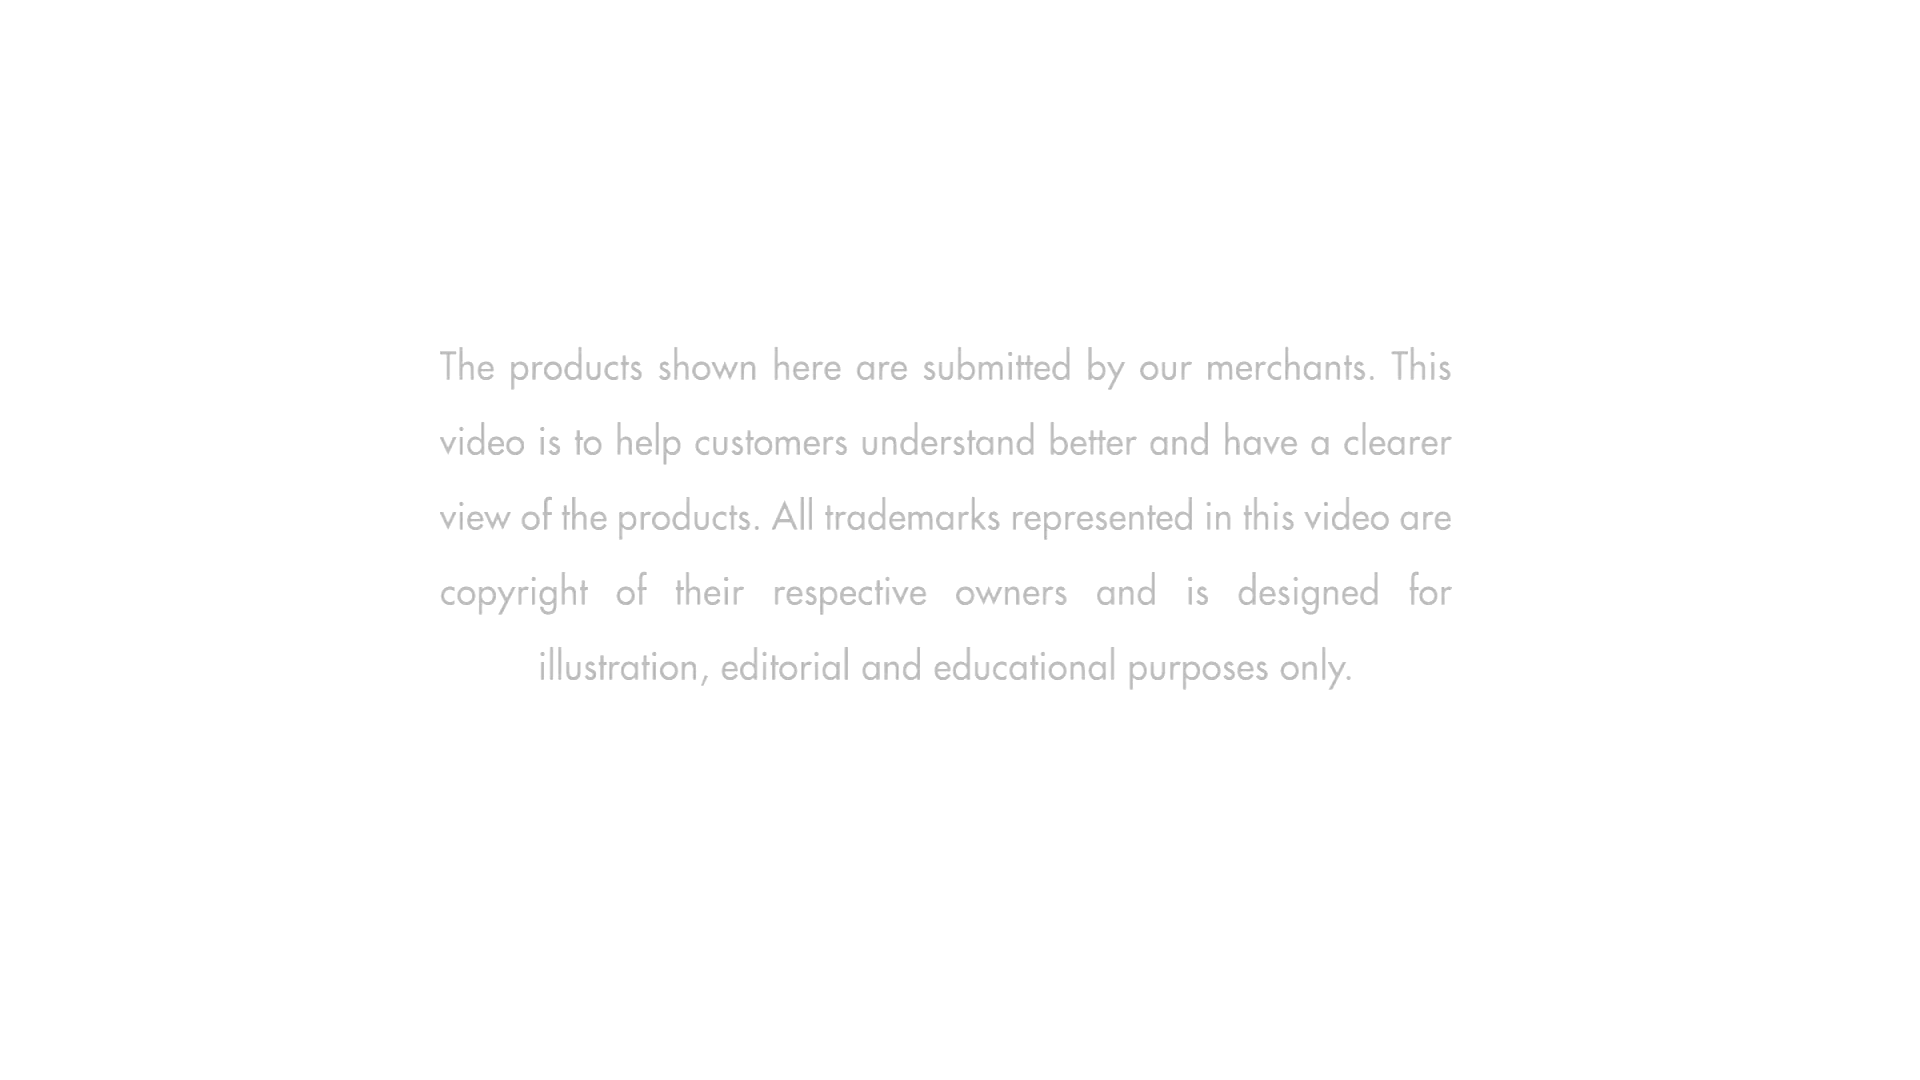 The products shown here are submitted by our merchants. This
video is to help customers understand better and have a clearer
view of the products. All trademarks represented in this video are
copyright of their respective owners and is designed for
illustration, editorial and educational purposes only.